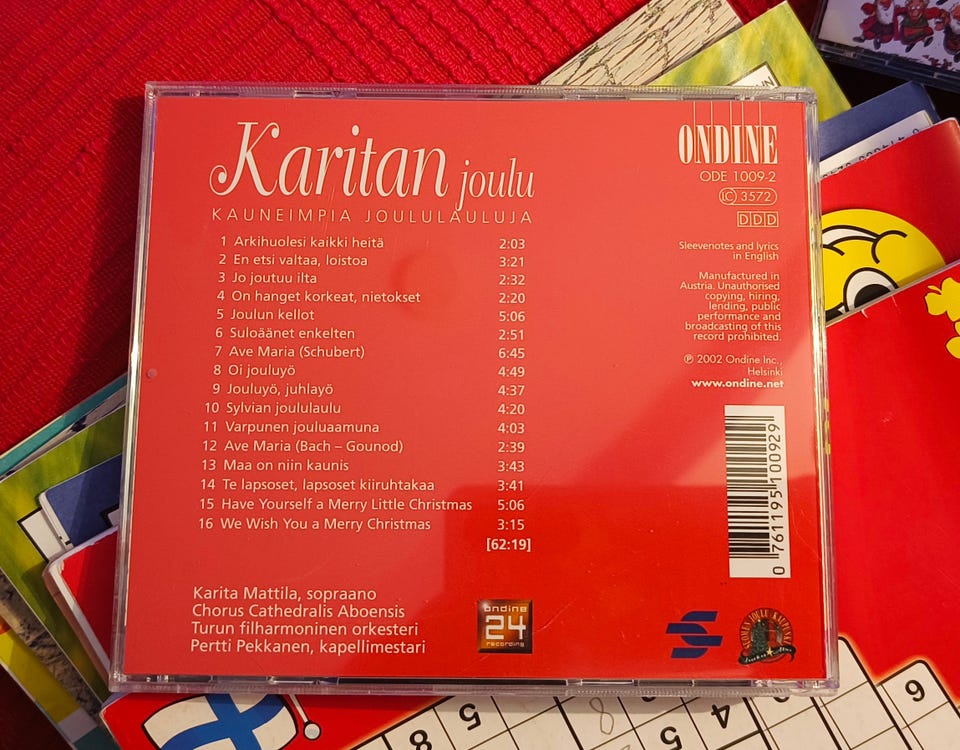 Karitan joulu
KAUNEIMPIA JOULULAULUJA
1 Arkihuolesi kaikki heitä 2:03
2 En etsi valtaa, loistoa 3:21
3 Jo joutuu ilta 2:32
4 On hanget korkeat, nietokset 2:20
5 Joulun kellot 5:06
6 Suloäänet enkelten 2:51
7 Ave Maria (Schubert) 6:45
8 Oi jouluyö 4:49
9 Jouluyö, juhlayö 4:37
10 Sylvian joululaulu 4:20
11 Varpunen jouluaamuna 4:03
12 Ave Maria (Bach – Gounod) 2:39
13 Maa on niin kaunis 3:43
14 Te lapsoset, lapsoset kiiruhtakaa 3:41
15 Have Yourself a Merry Little Christmas 5:06
16 We Wish You a Merry Christmas 3:15
[62:19]
Karita Mattila, sopraano
Chorus Cathedralis Aboensis
Turun filharmoninen orkesteri
Pertti Pekkanen, kapellimestari
ondine
24
recording
ONDINE
ODE 1009-2
IC 3572
DDD
Sleevenotes and lyrics
in English
Manufactured in
Austria. Unauthorised
copying, hiring,
lending, public
performance and
broadcasting of this
record prohibited.
℗ 2002 Ondine Inc.,
Helsinki
www.ondine.net
0 761195 100929
5
8
4
6
8
5